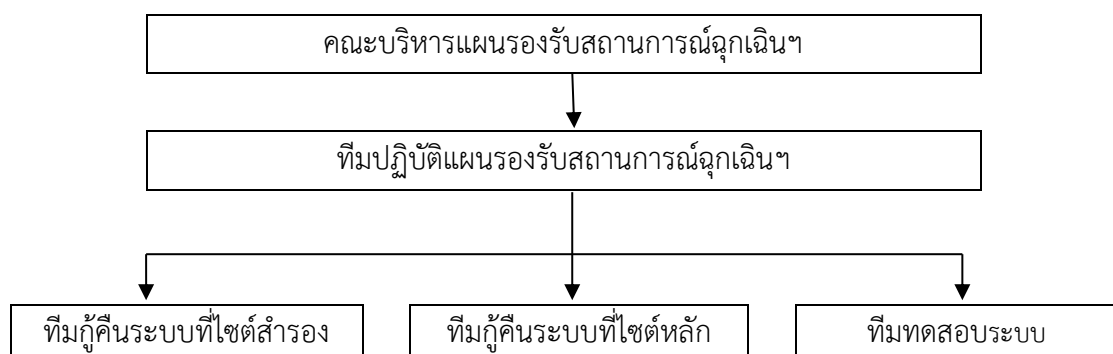 คณะบริหารแผนรองรับสถานการณ์ฉุกเฉินฯ
ทีมปฏิบัติแผนรองรับสถานการณ์ฉุกเฉินฯ
ทีมกู้คืนระบบที่ไซต์สำรอง
ทีมกู้คืนระบบที่ไซต์หลัก
ทีมทดสอบระบบ